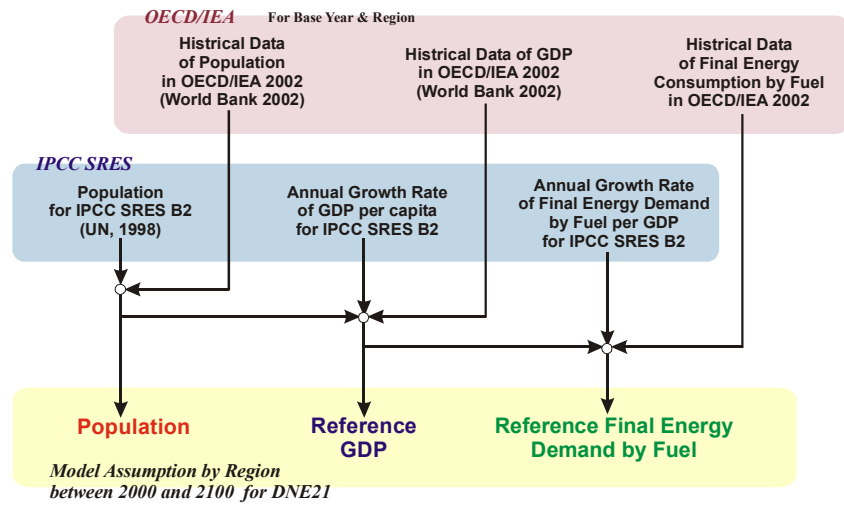 OECD/IEA For Base Year & Region
Histrical Data
of Population
in OECD/IEA 2002
(World Bank 2002)
Histrical Data of GDP
in OECD/IEA 2002
(World Bank 2002)
Histrical Data
of Final Energy
Consumption by Fuel
in OECD/IEA 2002
IPCC SRES
Population
for IPCC SRES B2
(UN, 1998)
Annual Growth Rate
of GDP per capita
for IPCC SRES B2
Annual Growth Rate
of Final Energy Demand
by Fuel per GDP
for IPCC SRES B2
Population
Reference
GDP
Reference Final Energy
Demand by Fuel
Model Assumption by Region
between 2000 and 2100 for DNE21